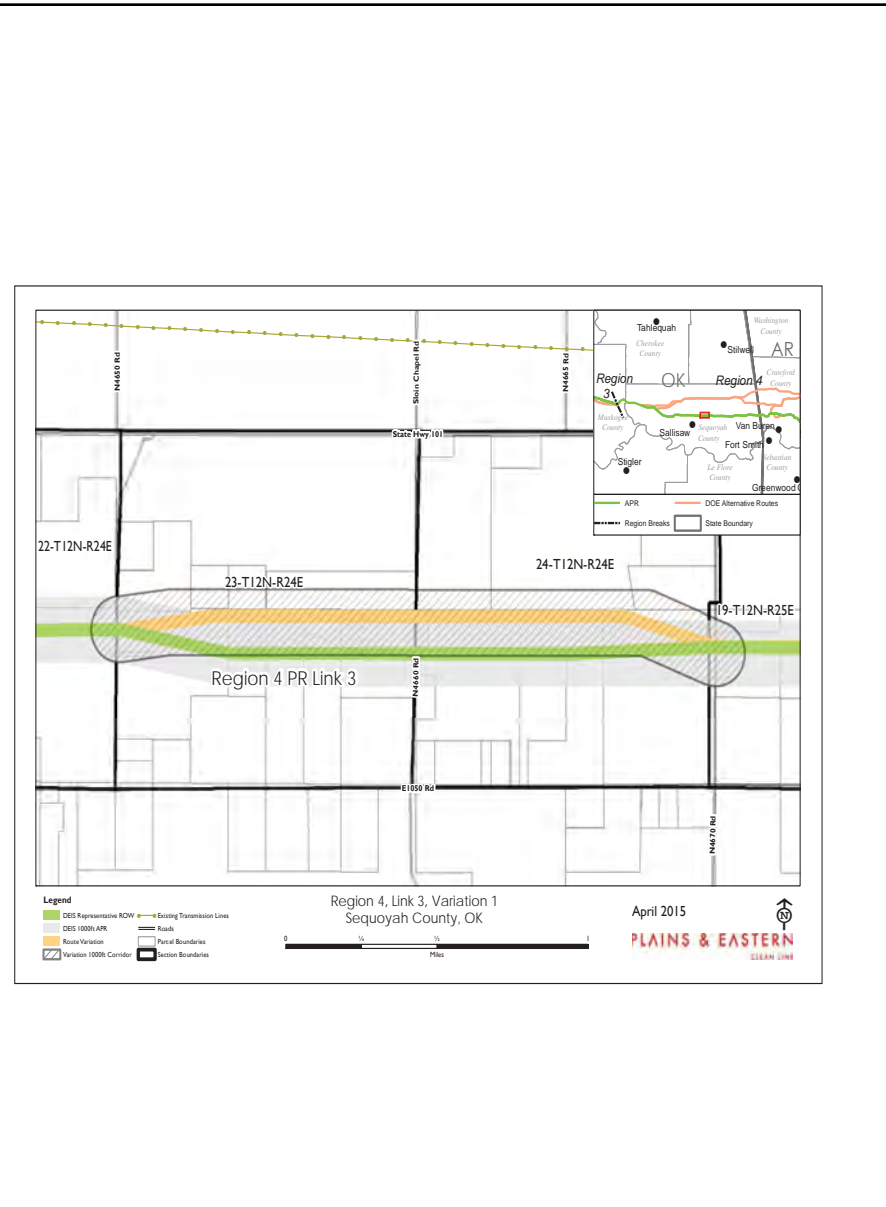 N4650 Rd
Sloin Chapel Rd
N4665 Rd
State Hwy 101
22-T12N-R24E
23-T12N-R24E
24-T12N-R24E
19-T12N-R25E
Region 4 PR Link 3
N4660 Rd
E1050 Rd
N4670 Rd
Tahlequah
Cherokee
County
Washington
County
Stilwell
AR
Crawford
County
Region
3
OK
Region 4
Muskogee
County
Sallisaw
Sequoyah
County
Van Buren
Fort Smith
Sebastian
County
Stigler
Le Flore
County
Greenwood
APR
DOE Alternative Routes
Region Breaks
State Boundary
Legend
DEIS Representative ROW
Existing Transmission Lines
DEIS 1000ft APR
Roads
Route Variation
Parcel Boundaries
Variation 1000ft Corridor
Section Boundaries
Region 4, Link 3, Variation 1
Sequoyah County, OK
0 ¼ ½ 1
Miles
April 2015
N
PLAINS & EASTERN
CLEAN LINE